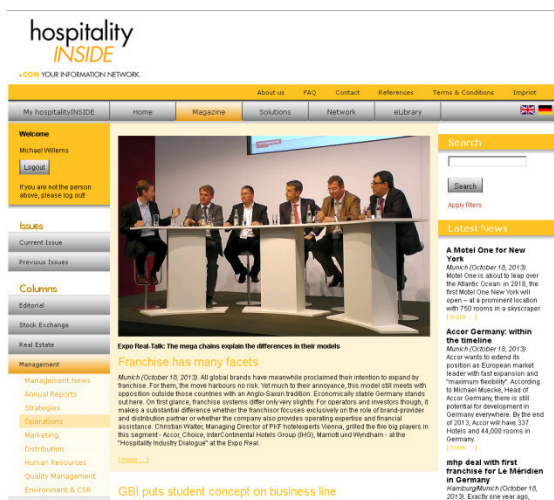 hospitality
INSIDE
.COM YOUR INFORMATION NETWORK.
About us FAQ Contact References Terms & Conditions Imprint
My hospitalityINSIDE Home Magazine Solutions Network eLibrary
Welcome
Michael Willems
Logout
If you are not the person
above, please log out!
Issues
Current Issue
Previous Issues
Columns
Editorial
Stock Exchange
Real Estate
Management
Management News
Annual Reports
Strategies
Operations
Marketing
Distribution
Human Resources
Quality Management
Environment & CSR
Expo Real-Talk: The mega chains explain the differences in their models
Franchise has many facets
Munich (October 18, 2013). All global brands have meanwhile proclaimed their intention to expand by
franchise. For them, the move harbours no risk. Yet much to their annoyance, this model still meets with
opposition outside those countries with an Anglo-Saxon tradition. Economically stable Germany stands
out here. On first glance, franchise systems differ only very slightly. For operators and investors though, it
makes a substantial difference whether the franchisor focuses exclusively on the role of brand-provider
and distribution partner or whether the company also provides operating expertise and financial
assistance. Christian Walter, Managing Director of PKF hotelexperts Vienna, grilled the five big players in
this segment - Accor, Choice, InterContinental Hotels Group (IHG), Marriott und Wyndham - at the
"Hospitality Industry Dialogue" at the Expo Real.
[more ...]
GBI puts student concept on business line
Search
Search
Apply filters
Latest News
A Motel One for New
York
Munich (October 18, 2013).
Motel One is about to leap over
the Atlantic Ocean: in 2016, the
first Motel One New York will
open – at a prominent location
with 750 rooms in a skyscraper.
[more ...]
Accor Germany: within
the timeline
Munich (October 18, 2013).
Accor wants to extend its
position as European market
leader with fast expansion and
"maximum flexibility". According
to Michael Muecke, Head of
Accor Germany, there is still
potential for development in
Germany everywhere. By the end
of 2013, Accor will have 337
Hotels and 44,000 rooms in
Germany.
[more ...]
mhp deal with first
franchise for Le Méridien
in Germany
Hamburg/Munich (October 18,
2013). Exactly one year ago,